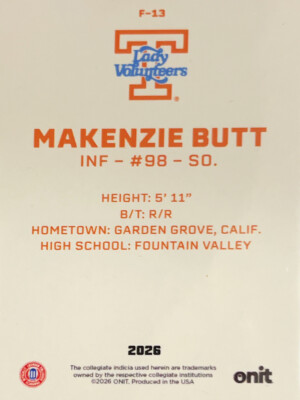 F-13
T
Lady
Volunteers
®
MAKENZIE BUTT
INF – #98 – SO.
HEIGHT: 5' 11"
B/T: R/R
HOMETOWN: GARDEN GROVE, CALIF.
HIGH SCHOOL: FOUNTAIN VALLEY
2026
The collegiate indicia used herein are trademarks
owned by the respective collegiate institutions
©2026 ONIT. Produced in the USA
onit